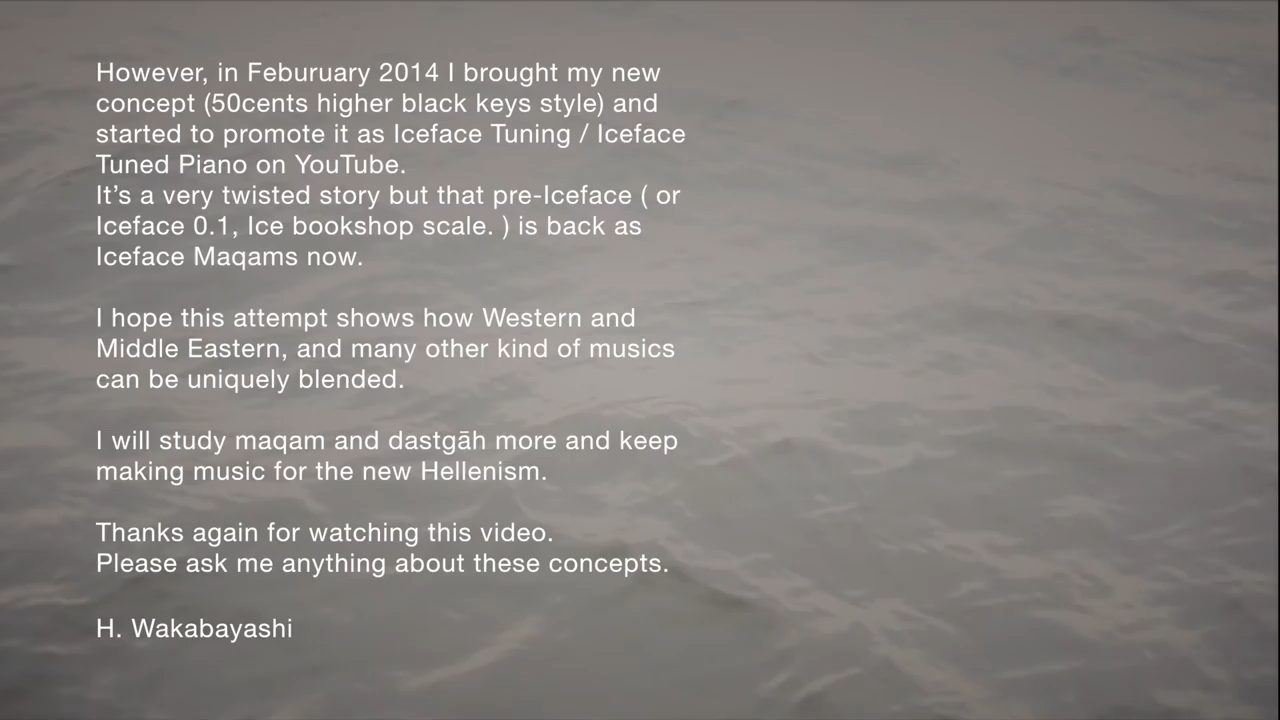 However, in Feburuary 2014 I brought my new
concept (50cents higher black keys style) and
started to promote it as Iceface Tuning / Iceface
Tuned Piano on YouTube.
It’s a very twisted story but that pre-Iceface ( or
Iceface 0.1, Ice bookshop scale. ) is back as
Iceface Maqams now.
I hope this attempt shows how Western and
Middle Eastern, and many other kind of musics
can be uniquely blended.
I will study maqam and dastgāh more and keep
making music for the new Hellenism.
Thanks again for watching this video.
Please ask me anything about these concepts.
H. Wakabayashi